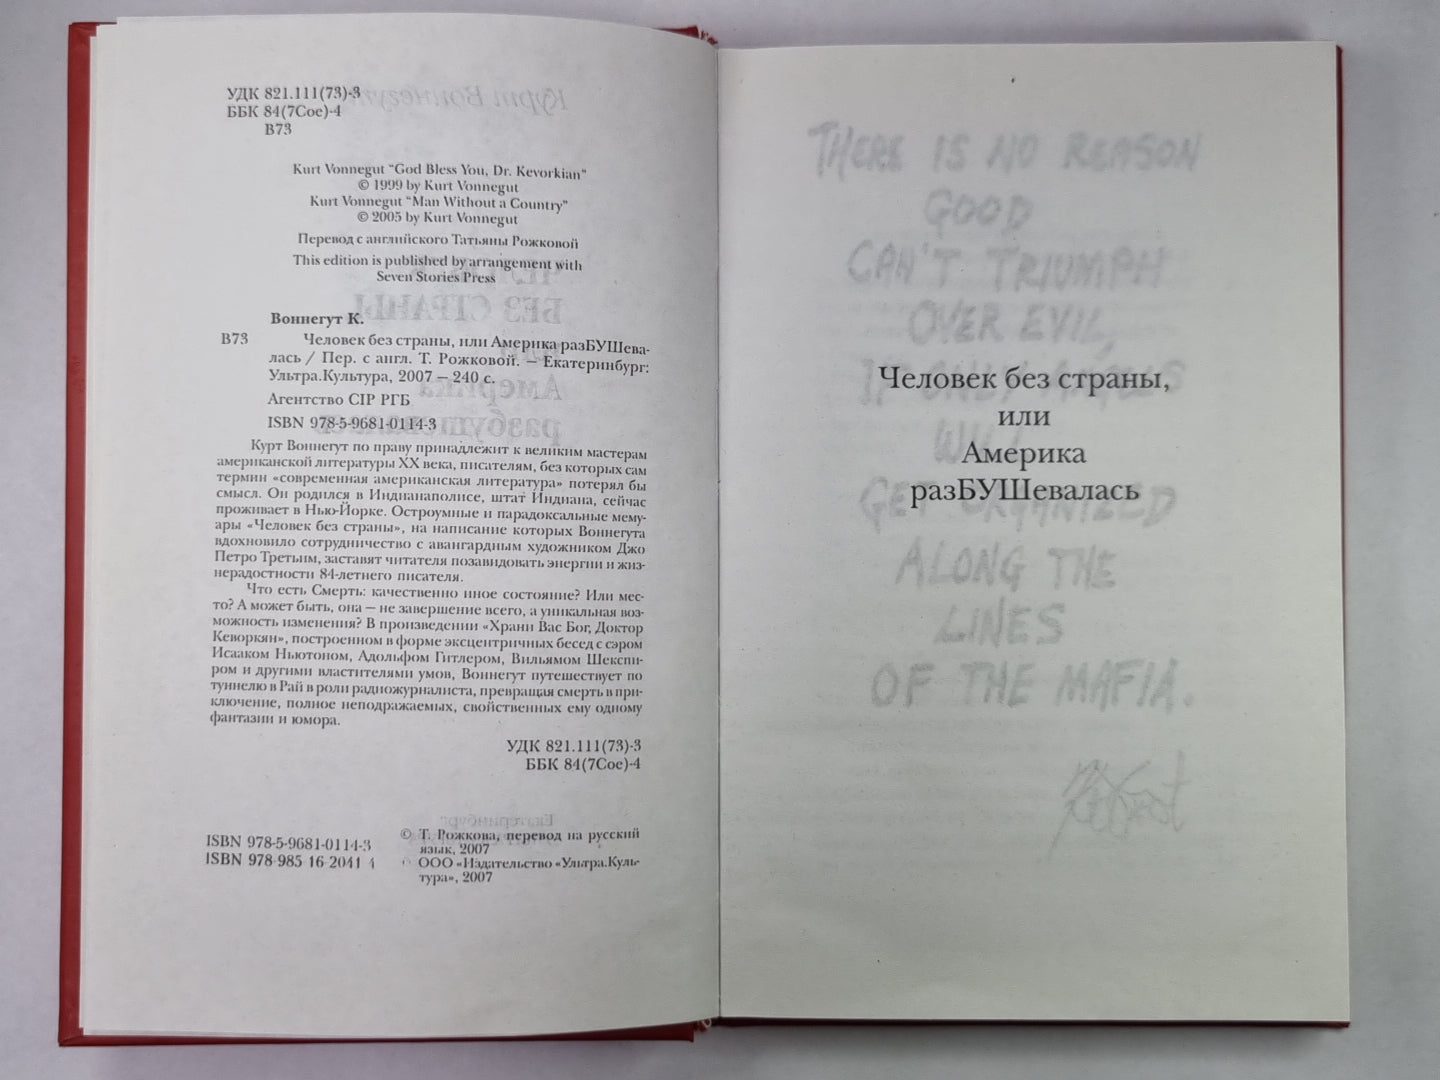 УДК 821.111(73)-3
ББК 84(7Сое)-4
В73
Kurt Vonnegut "God Bless You, Dr. Kevorkian"
© 1999 by Kurt Vonnegut
Kurt Vonnegut "Man Without a Country"
© 2005 by Kurt Vonnegut
Перевод с английского Татьяны Рожковой
This edition is published by arrangement with
Seven Stories Press
Воннегут К.
В73 Человек без страны, или Америка разБУШева-
лась / Пер. с англ. Т. Рожковой. — Екатеринбург:
Ультра.Культура, 2007 — 240 с.
Агентство CIP РГБ
ISBN 978-5-9681-0114-3
Курт Воннегут по праву принадлежит к великим мастерам
американской литературы XX века, писателям, без которых сам
термин «современная американская литература» потерял бы
смысл. Он родился в Индианаполисе, штат Индиана, сейчас
проживает в Нью-Йорке. Остроумные и парадоксальные мему-
ары «Человек без страны», на написание которых Воннегута
вдохновило сотрудничество с авангардным художником Джо
Петро Третьим, заставят читателя позавидовать энергии и жиз-
нерадостности 84-летнего писателя.
Что есть Смерть: качественно иное состояние? Или мес-
то? А может быть, она — не завершение всего, а уникальная воз-
можность изменения? В произведении «Храни Вас Бог, Доктор
Кеворкян», построенном в форме эксцентричных бесед с сэром
Исааком Ньютоном, Адольфом Гитлером, Вильямом Шекспи-
ром и другими властителями умов, Воннегут путешествует по
туннелю в Рай в роли радиожурналиста, превращая смерть в при-
ключение, полное неподражаемых, свойственных ему одному
фантазии и юмора.
УДК 821.111(73)-3
ББК 84(7Сое)-4
ISBN 978-5-9681-0114-3
ISBN 978-985-16-2041-4
© Т. Рожкова, перевод на русский
язык, 2007
© ООО «Издательство «Ультра.Куль-
тура», 2007
THERE IS NO REASON
GOOD
CAN'T TRIUMPH
OVER EVIL,
Человек без страны,
или
Америка
разБУШевалась
GET ORGANIZED
ALONG THE
LINES
OF THE MAFIA.